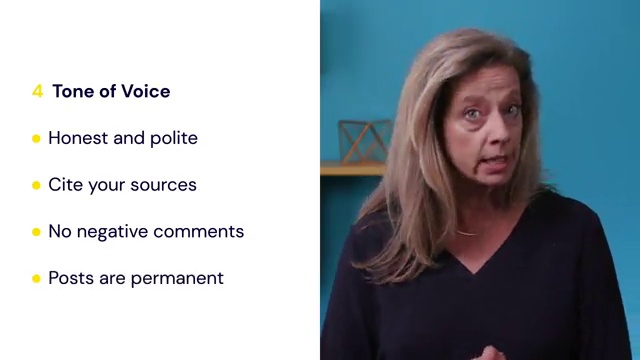 4 Tone of Voice
Honest and polite
Cite your sources
No negative comments
Posts are permanent